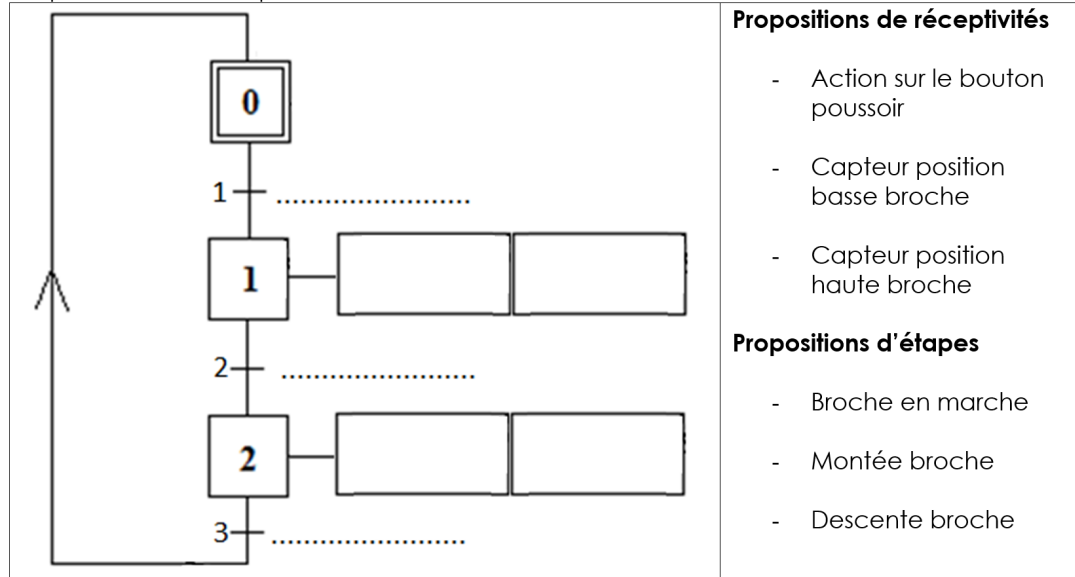 0
1 ........................
1
2 ........................
2
3 ........................
Propositions de réceptivités
- Action sur le bouton
poussoir
- Capteur position
basse broche
- Capteur position
haute broche
Propositions d'étapes
- Broche en marche
- Montée broche
- Descente broche